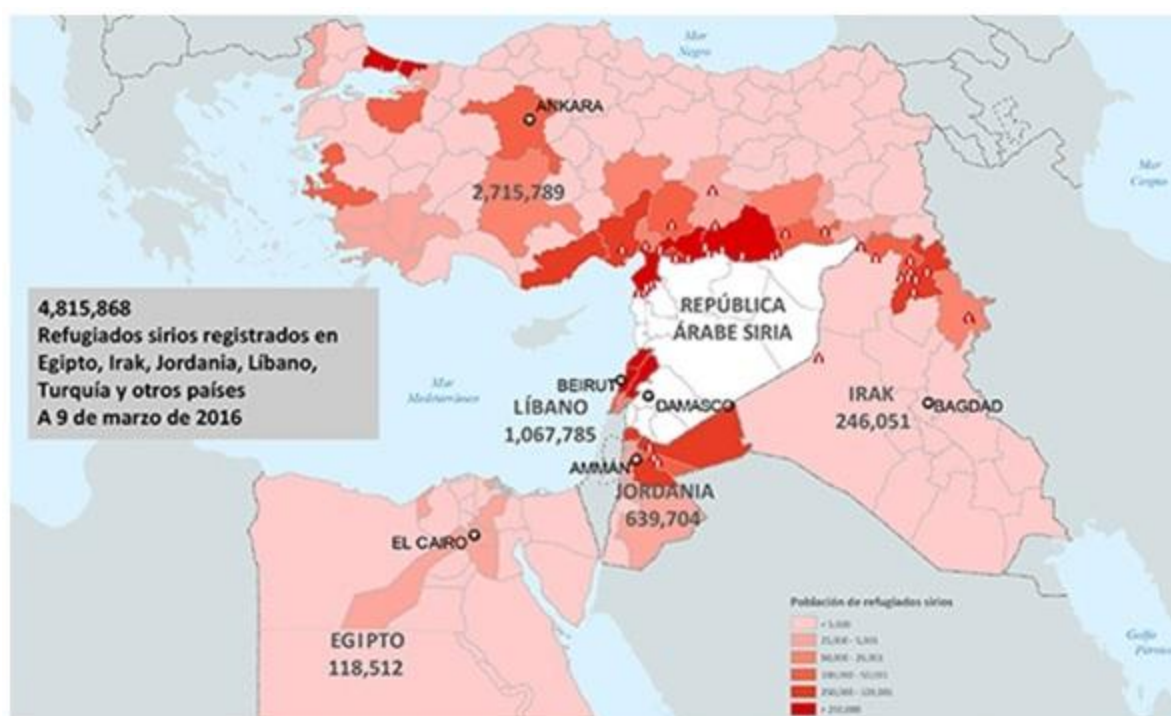 Mar
Negro
ANKARA
Mar
Caspio
2,715,789
4,815,868
Refugiados sirios registrados en
Egipto, Irak, Jordania, Líbano,
Turquía y otros países
A 9 de marzo de 2016
REPÚBLICA
ÁRABE SIRIA
Mar
Mediterráneo
BEIRUT
LÍBANO
1,067,785
DAMASCO
IRAK
246,051
BAGDAD
AMMÁN
JORDANIA
639,704
EL CAIRO
EGIPTO
118,512
Población de refugiados sirios
Golfo
Pérsico